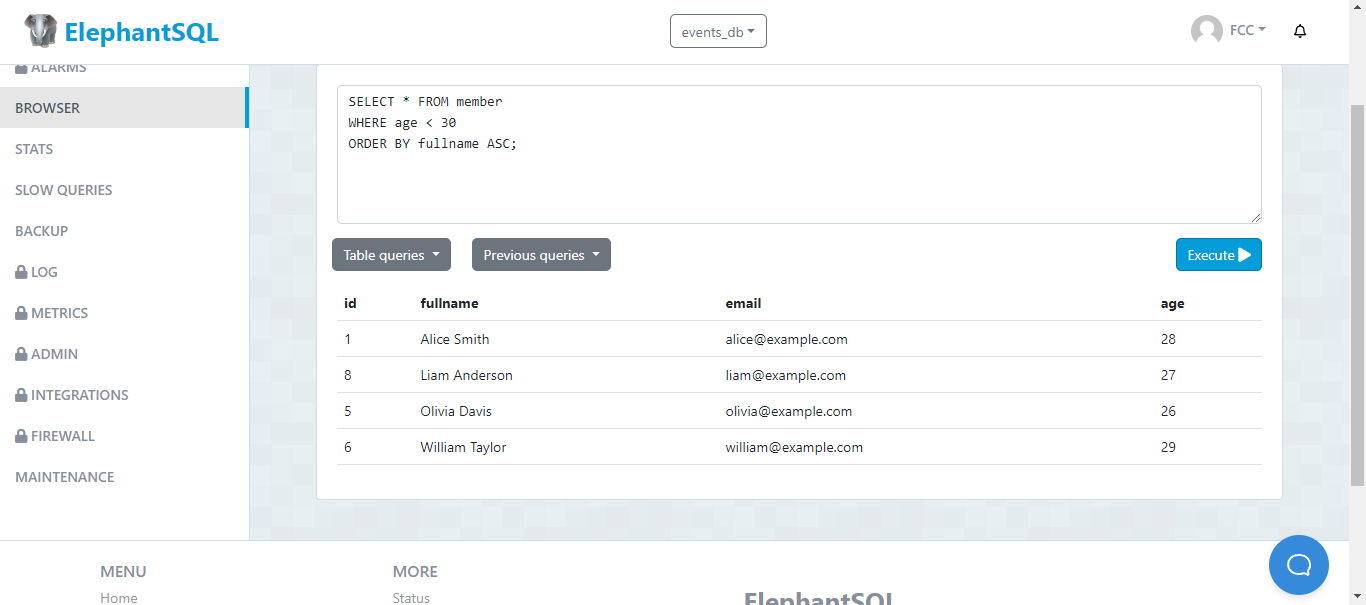 ElephantSQL
events_db
FCC
ALARMS
BROWSER
STATS
SLOW QUERIES
BACKUP
LOG
METRICS
ADMIN
INTEGRATIONS
FIREWALL
MAINTENANCE
SELECT * FROM member
WHERE age < 30
ORDER BY fullname ASC;
Table queries
Previous queries
Execute
id fullname email age
1 Alice Smith alice@example.com 28
8 Liam Anderson liam@example.com 27
5 Olivia Davis olivia@example.com 26
6 William Taylor william@example.com 29
MENU
Home
MORE
Status
ElephantSQL